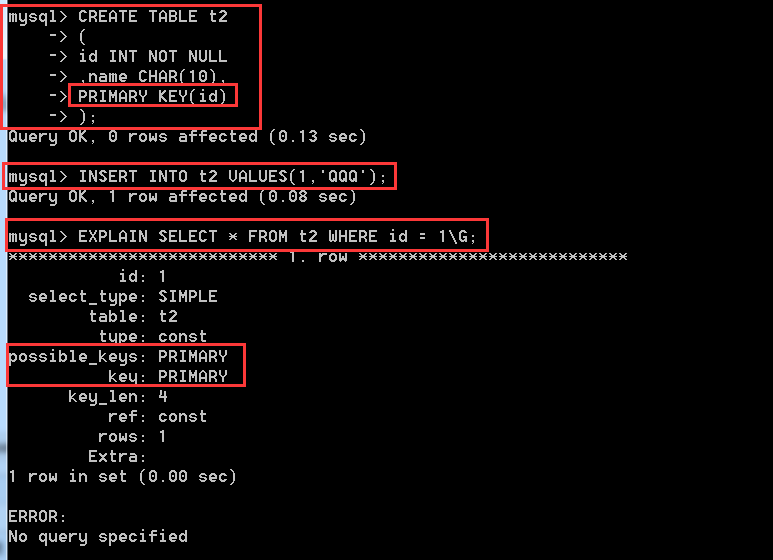 mysql> CREATE TABLE t2
-> (
-> id INT NOT NULL
-> ,name CHAR(10),
-> PRIMARY KEY(id)
-> );
Query OK, 0 rows affected (0.13 sec)
mysql> INSERT INTO t2 VALUES(1,'QQQ');
Query OK, 1 row affected (0.08 sec)
mysql> EXPLAIN SELECT * FROM t2 WHERE id = 1\G;
*************************** 1. row ***************************
id: 1
select_type: SIMPLE
table: t2
type: const
possible_keys: PRIMARY
key: PRIMARY
key_len: 4
ref: const
rows: 1
Extra:
1 row in set (0.00 sec)
ERROR:
No query specified